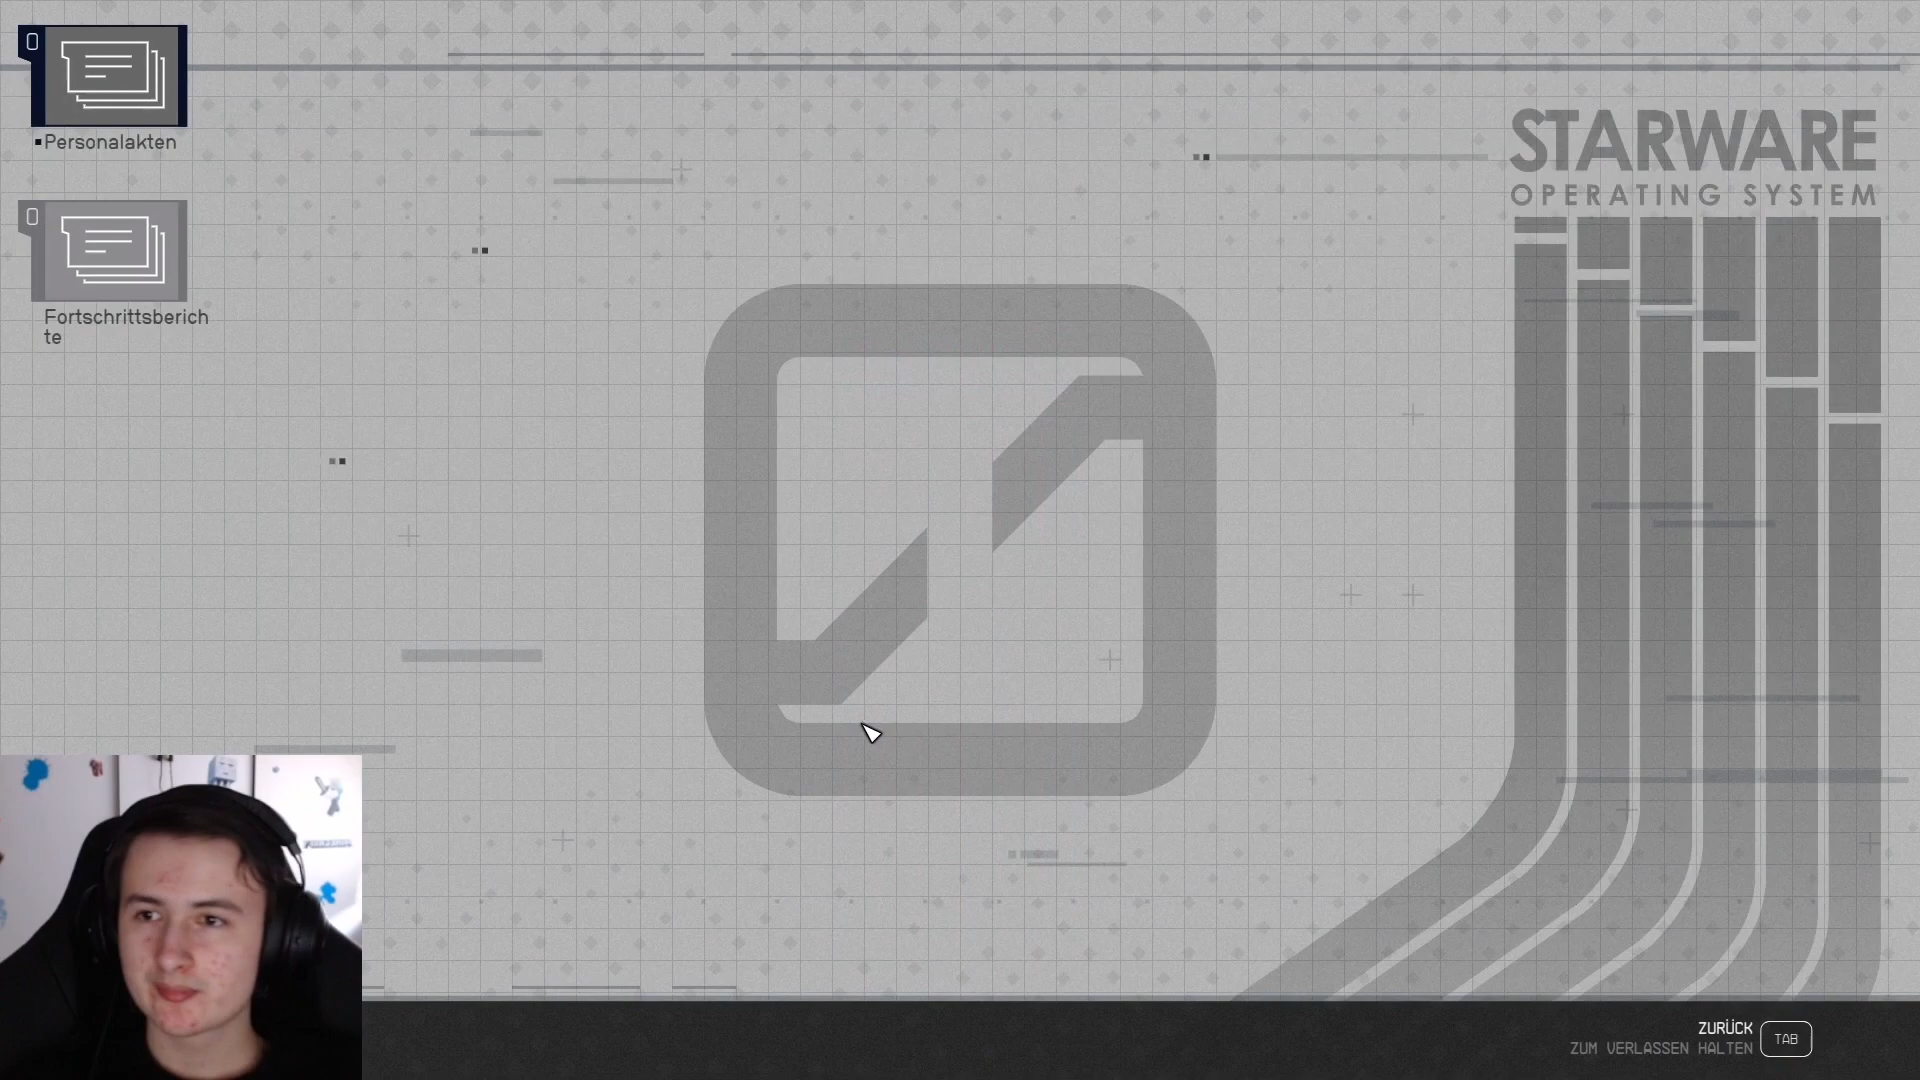 Personalakten
Fortschrittsberich
te
STARWARE
OPERATING SYSTEM
ZURÜCK
ZUM VERLASSEN HALTEN
TAB